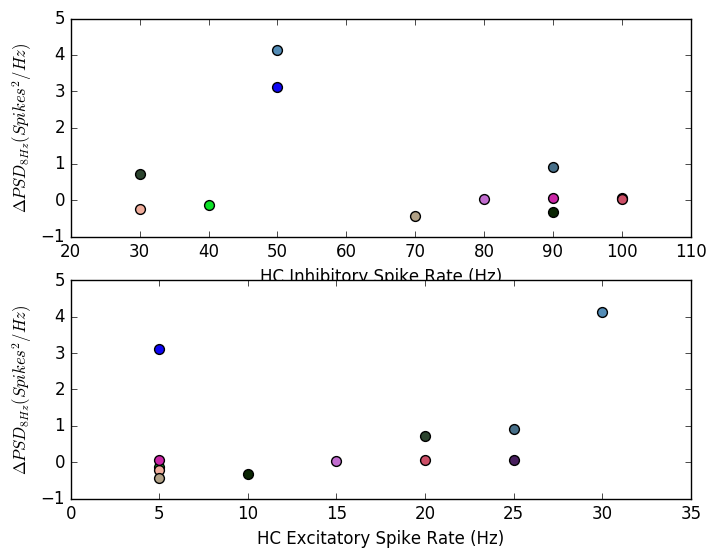 5
4
3
2
1
0
−1
ΔPSD8Hz(Spikes²/Hz)
20 30 40 50 60 70 80 90 100 110
HC Inhibitory Spike Rate (Hz)
5
4
3
2
1
0
−1
ΔPSD8Hz(Spikes²/Hz)
0 5 10 15 20 25 30 35
HC Excitatory Spike Rate (Hz)